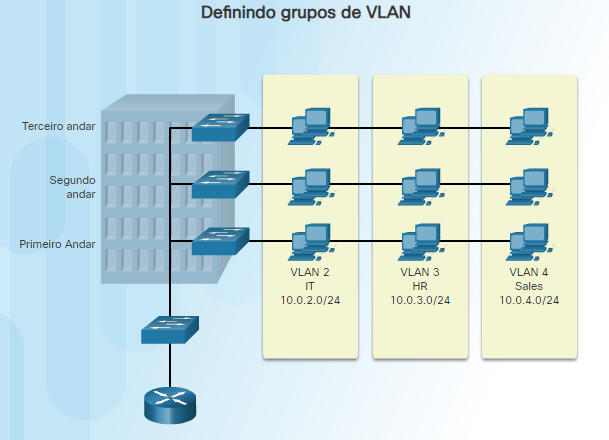 Definindo grupos de VLAN
Terceiro andar
Segundo
andar
Primeiro Andar
VLAN 2
IT
10.0.2.0/24
VLAN 3
HR
10.0.3.0/24
VLAN 4
Sales
10.0.4.0/24